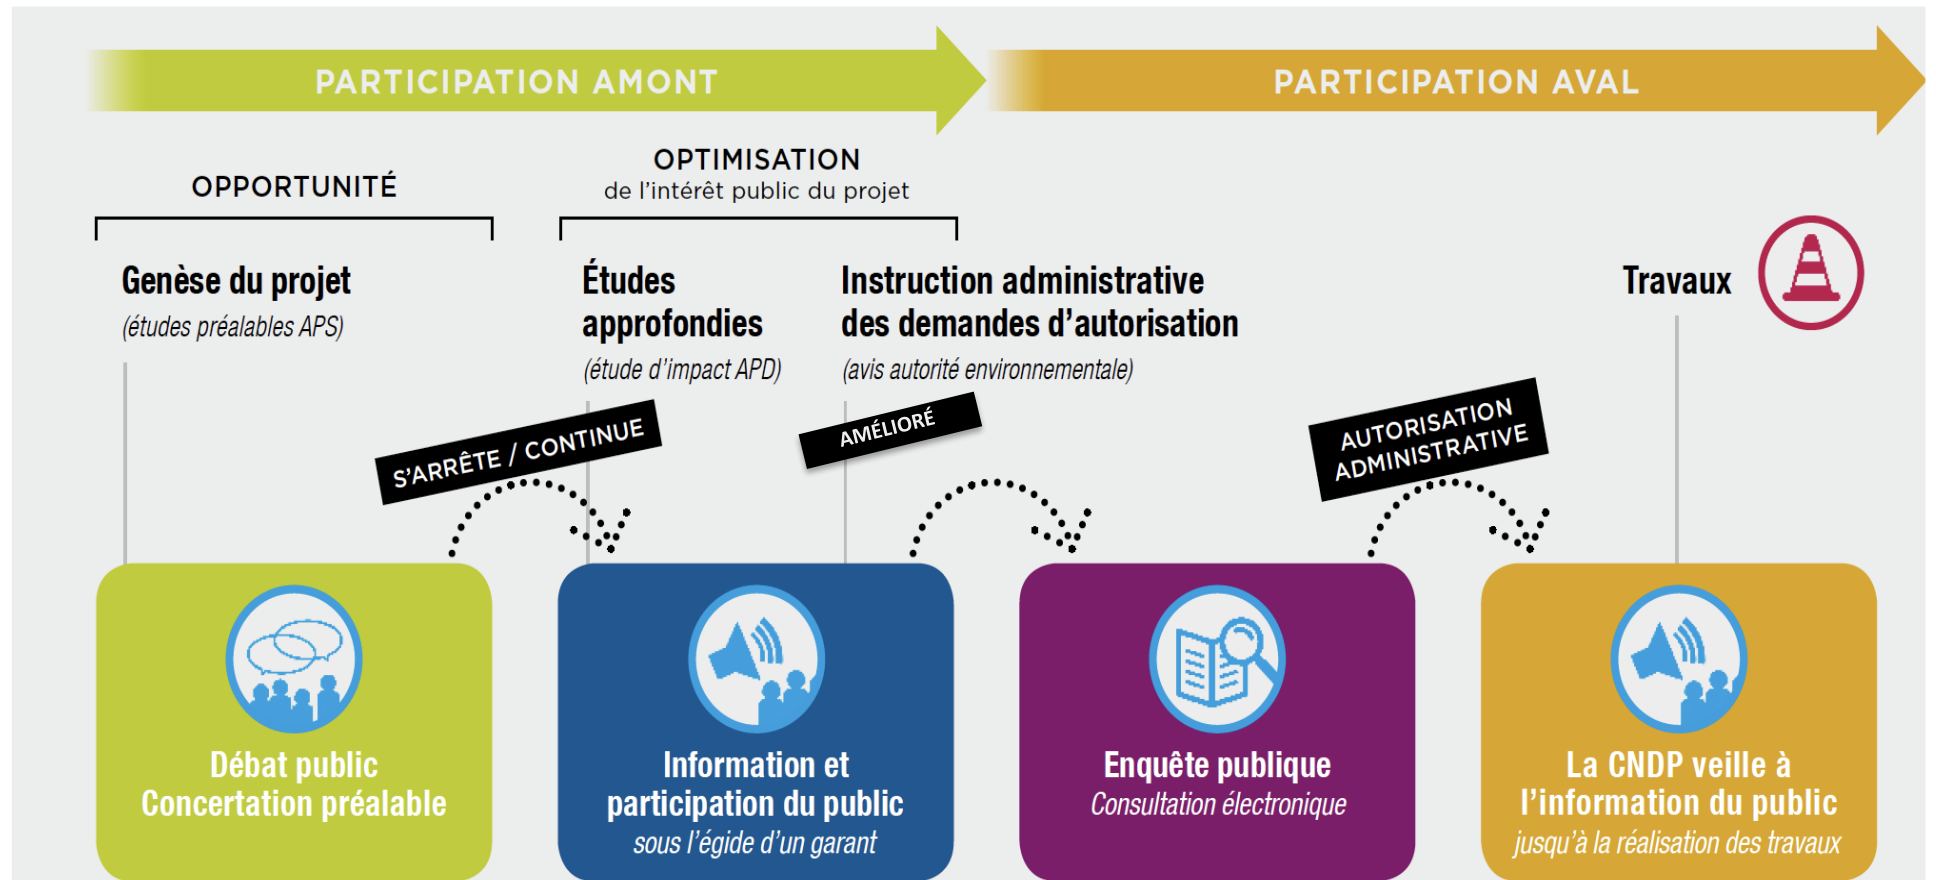 PARTICIPATION AMONT
PARTICIPATION AVAL
OPPORTUNITÉ
OPTIMISATION
de l'intérêt public du projet
Genèse du projet
(études préalables APS)
Études
approfondies
(étude d'impact APD)
Instruction administrative
des demandes d'autorisation
(avis autorité environnementale)
Travaux
S'ARRÊTE / CONTINUE
AMÉLIORÉ
AUTORISATION
ADMINISTRATIVE
Débat public
Concertation préalable
Information et
participation du public
sous l'égide d'un garant
Enquête publique
Consultation électronique
La CNDP veille à
l'information du public
jusqu'à la réalisation des travaux